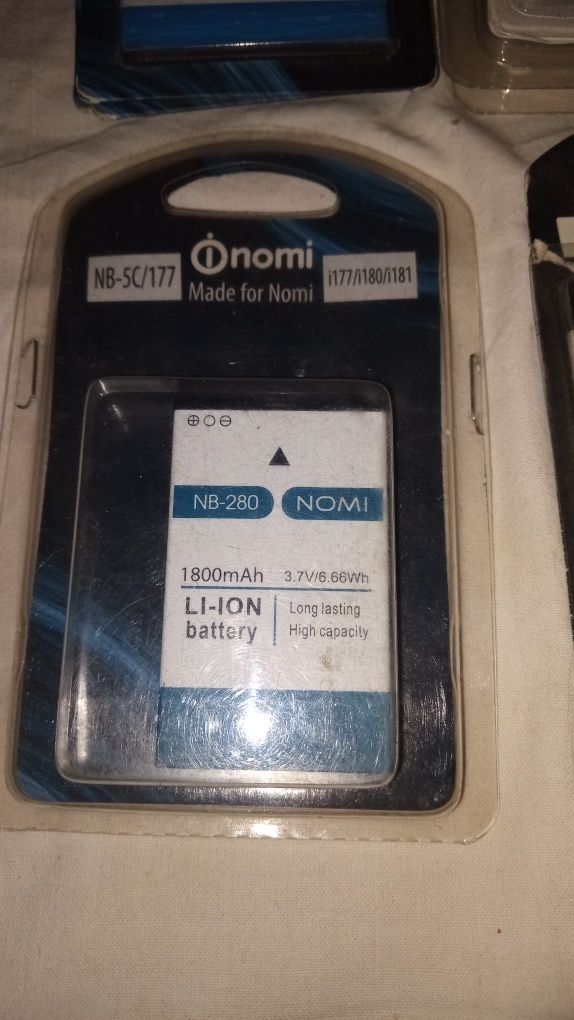 nomi
NB-5C/177
Made for Nomi
i177/i180/i181
NB-280 NOMI
1800mAh 3.7V/6.66Wh
LI-ION battery
Long lasting
High capacity